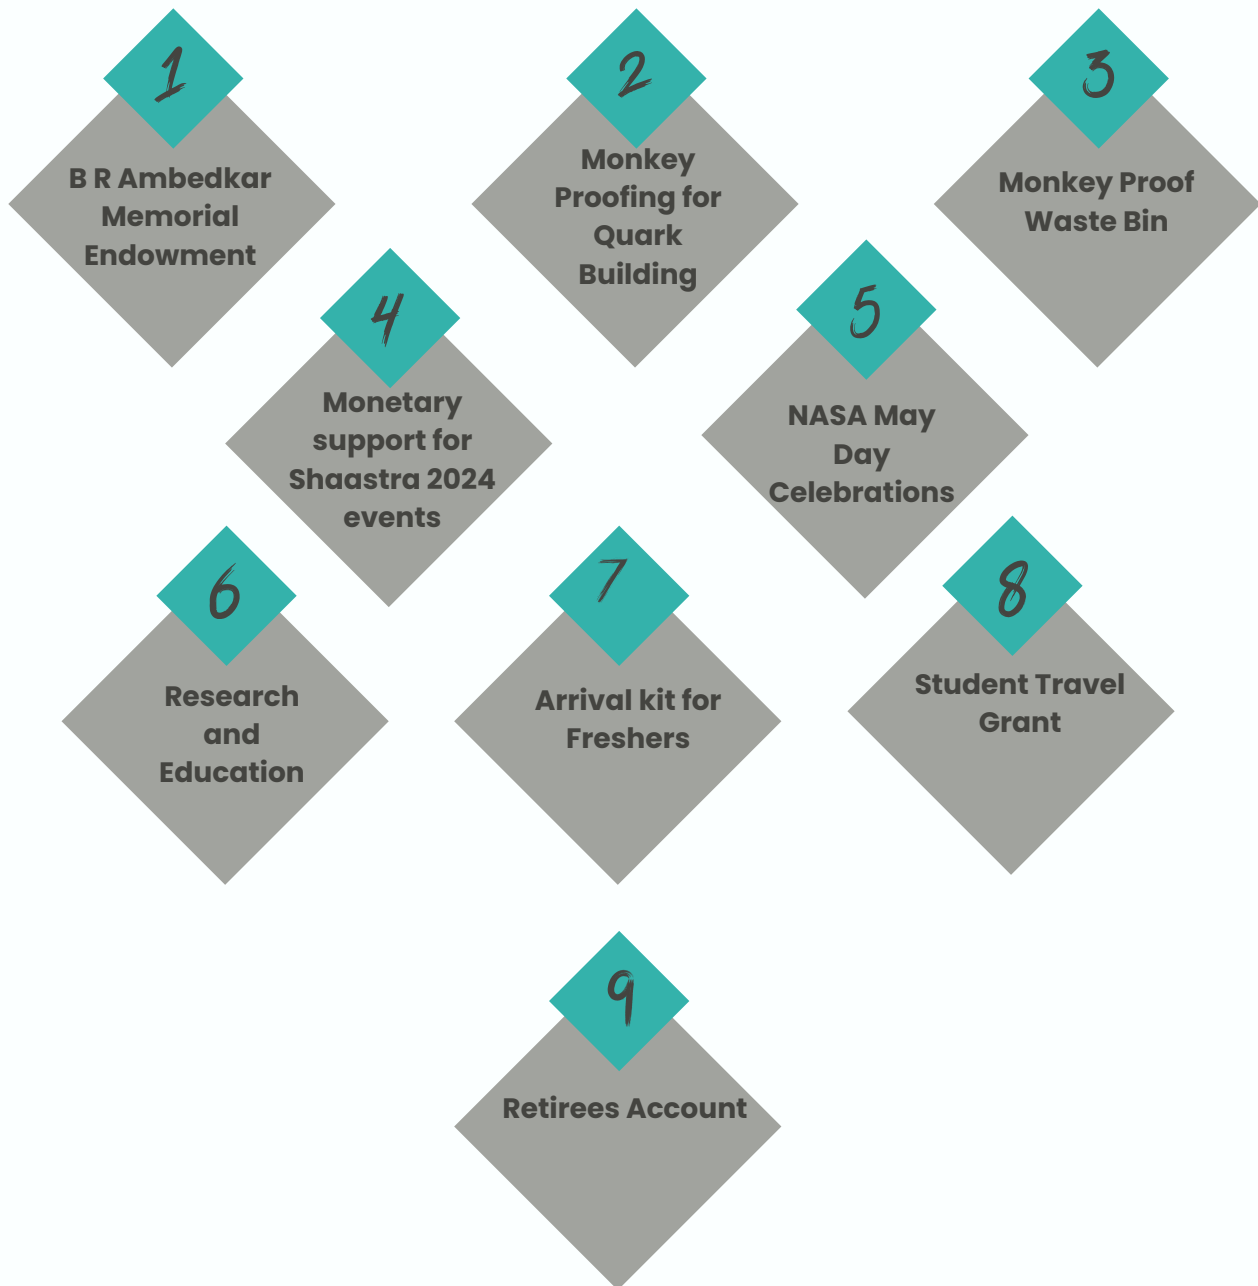 1
B R Ambedkar
Memorial
Endowment
2
Monkey
Proofing for
Quark
Building
3
Monkey Proof
Waste Bin
4
Monetary
support for
Shaastra 2024
events
5
NASA May
Day
Celebrations
6
Research
and
Education
7
Arrival kit for
Freshers
8
Student Travel
Grant
9
Retirees Account